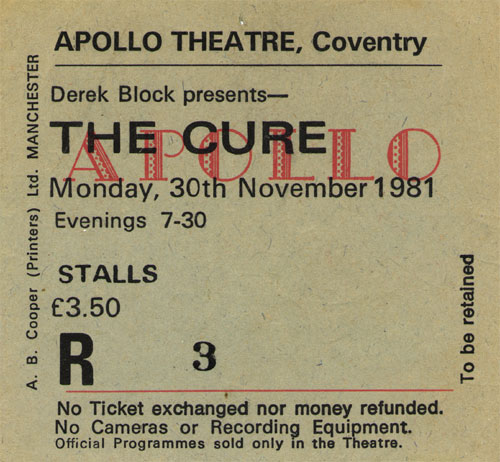 APOLLO THEATRE, Coventry
Derek Block presents—
THE CURE
APOLLO
Monday, 30th November 1981
Evenings 7-30
STALLS
£3.50
R 3
No Ticket exchanged nor money refunded.
No Cameras or Recording Equipment.
Official Programmes sold only in the Theatre.
A. B. Cooper (Printers) Ltd. MANCHESTER
To be retained